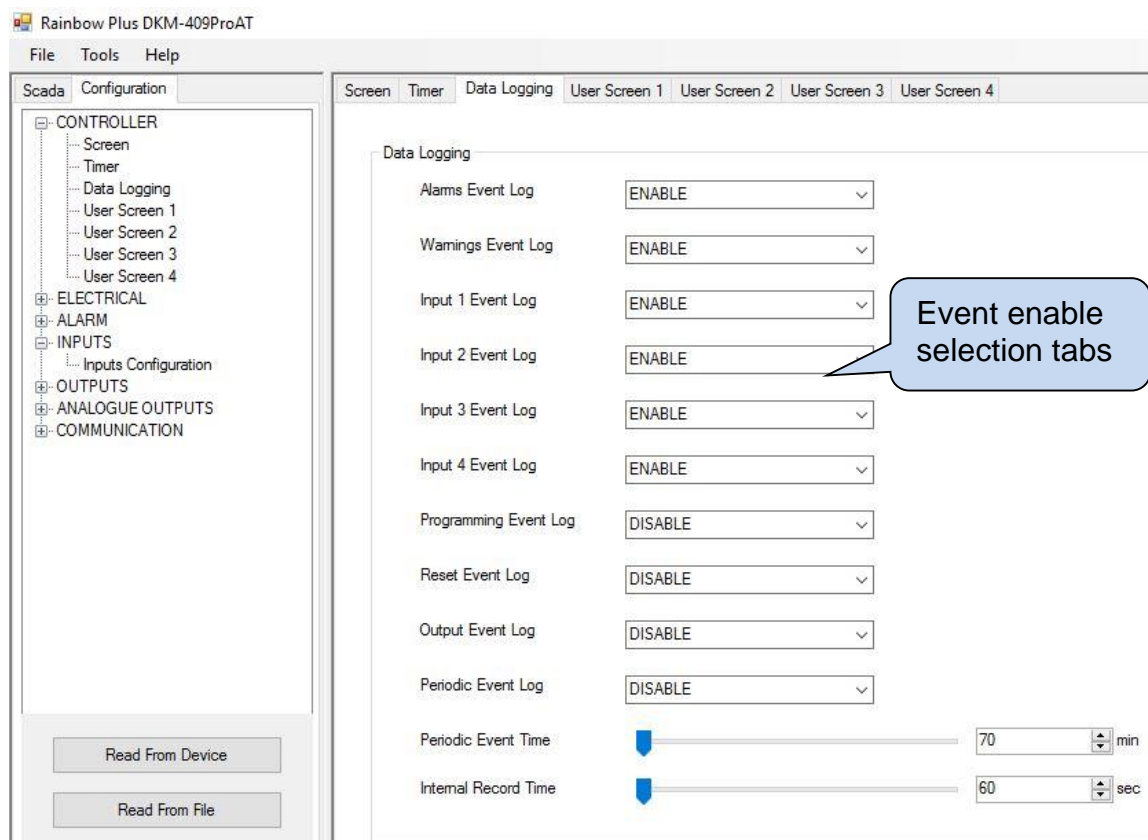 Rainbow Plus DKM-409ProAT
File Tools Help
Scada Configuration
CONTROLLER
Screen
Timer
Data Logging
User Screen 1
User Screen 2
User Screen 3
User Screen 4
ELECTRICAL
ALARM
INPUTS
Inputs Configuration
OUTPUTS
ANALOGUE OUTPUTS
COMMUNICATION
Read From Device
Read From File
Screen Timer Data Logging User Screen 1 User Screen 2 User Screen 3 User Screen 4
Data Logging
Alarms Event Log ENABLE
Warnings Event Log ENABLE
Input 1 Event Log ENABLE
Input 2 Event Log ENABLE
Input 3 Event Log ENABLE
Input 4 Event Log ENABLE
Programming Event Log DISABLE
Reset Event Log DISABLE
Output Event Log DISABLE
Periodic Event Log DISABLE
Periodic Event Time 70 min
Internal Record Time 60 sec
Event enable
selection tabs